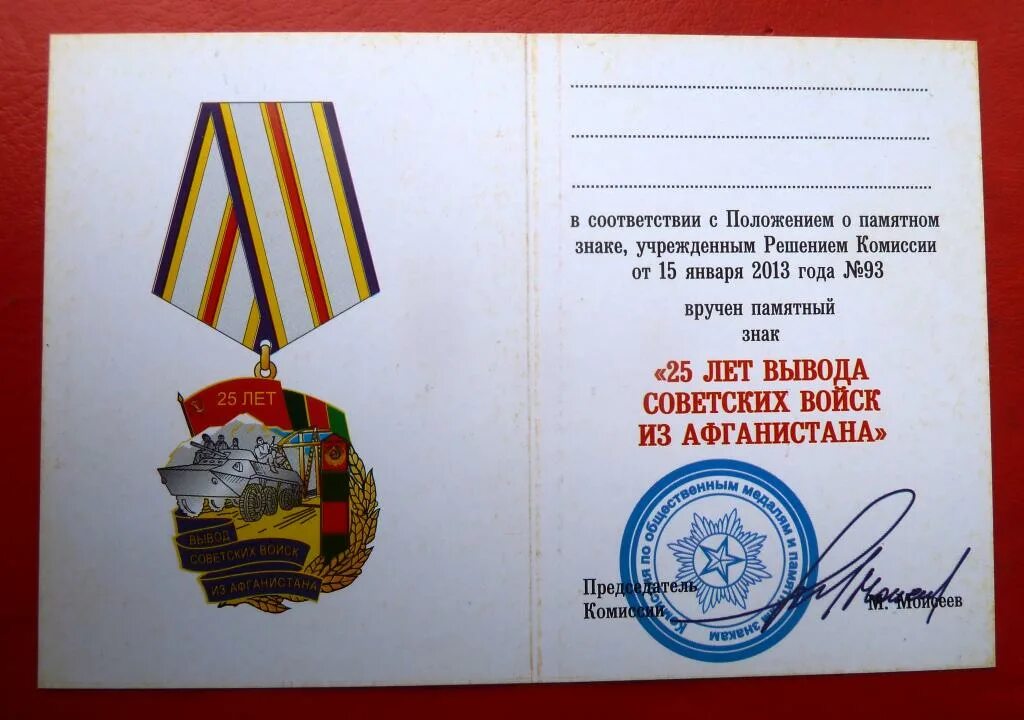 25 ЛЕТ
ВЫВОД
СОВЕТСКИХ ВОЙСК
ИЗ АФГАНИСТАНА
в соответствии с Положением о памятном
знаке, учрежденным Решением Комиссии
от 15 января 2013 года №93
вручен памятный
знак
«25 ЛЕТ ВЫВОДА
СОВЕТСКИХ ВОЙСК
ИЗ АФГАНИСТАНА»
Комиссия по общественным медалям и памятным знакам
Председатель
Комиссии
М. Моисеев